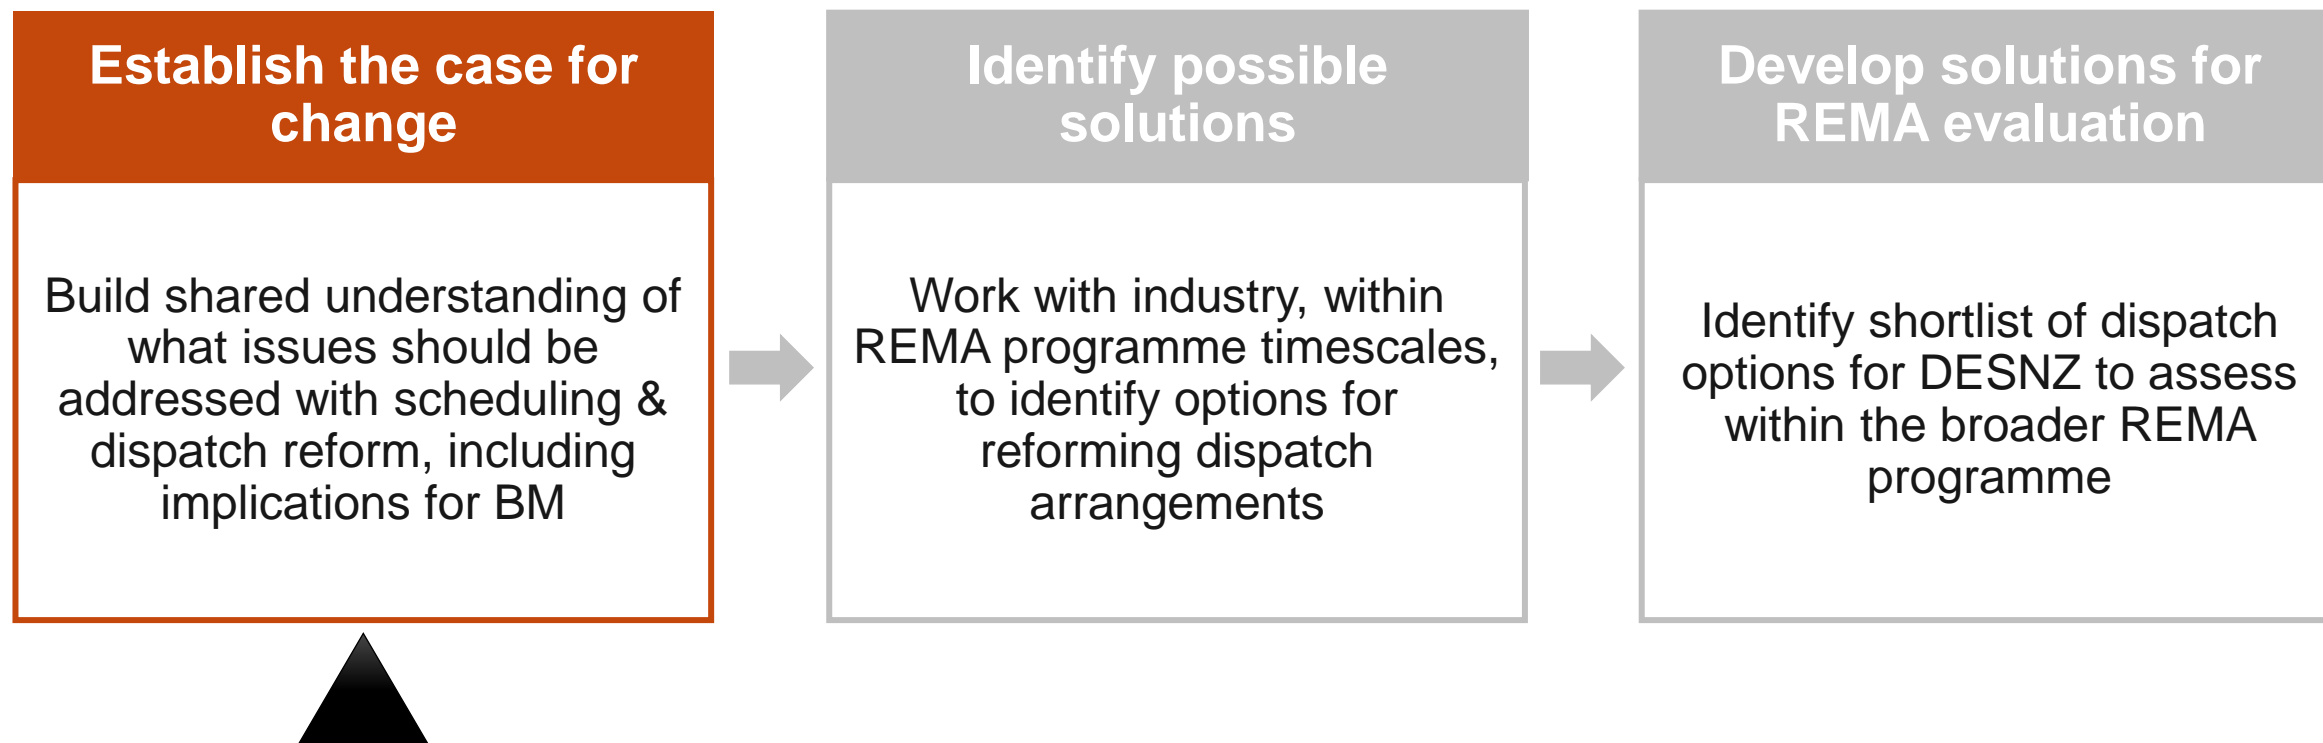 Establish the case for
change
Build shared understanding of
what issues should be
addressed with scheduling &
dispatch reform, including
implications for BM
Identify possible
solutions
Work with industry, within
REMA programme timescales,
to identify options for
reforming dispatch
arrangements
Develop solutions for
REMA evaluation
Identify shortlist of dispatch
options for DESNZ to assess
within the broader REMA
programme